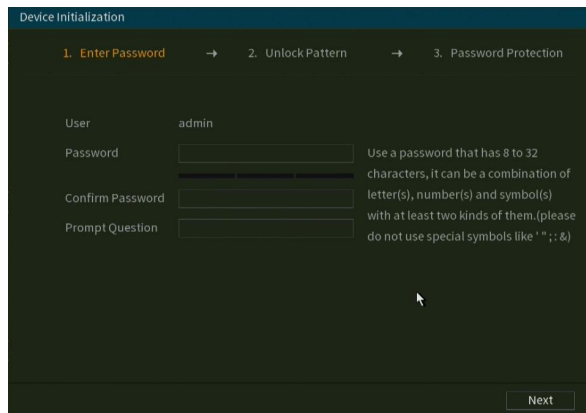 Device Initialization
1. Enter Password → 2. Unlock Pattern → 3. Password Protection
User admin
Password
Use a password that has 8 to 32
characters, it can be a combination of
letter(s), number(s) and symbol(s)
with at least two kinds of them.(please
do not use special symbols like ' " ; : &)
Confirm Password
Prompt Question
Next